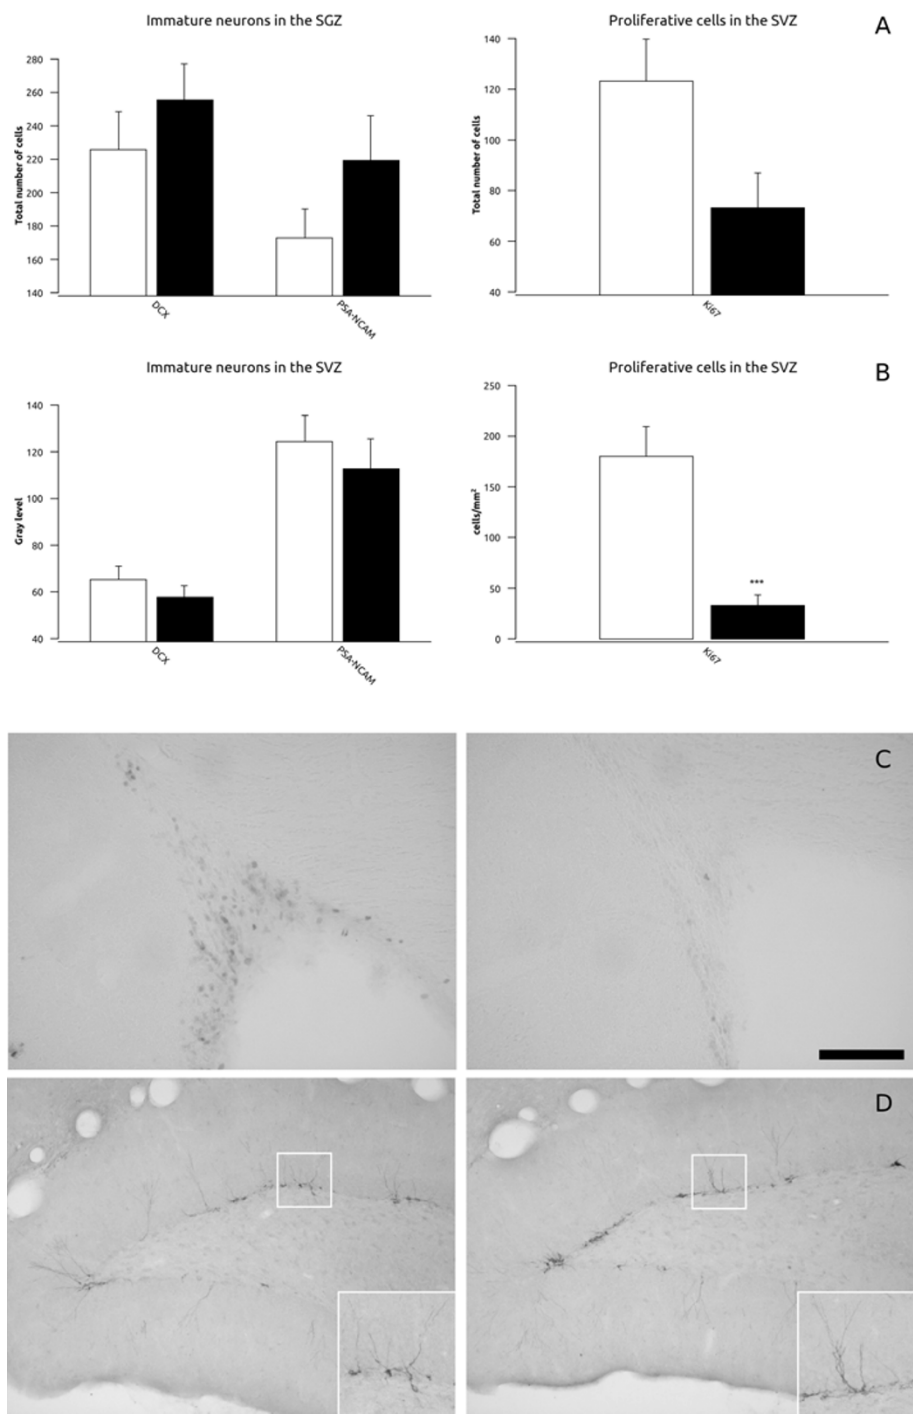 Immature neurons in the SGZ
Proliferative cells in the SVZ
A
Total number of cells
280
260
240
220
200
180
160
140
DCX
PSA-NCAM
Total number of cells
140
120
100
80
60
40
Ki67
Immature neurons in the SVZ
Proliferative cells in the SVZ
B
Gray level
140
120
100
80
60
40
DCX
PSA-NCAM
cells/mm²
250
200
150
100
50
0
***
Ki67
C
D